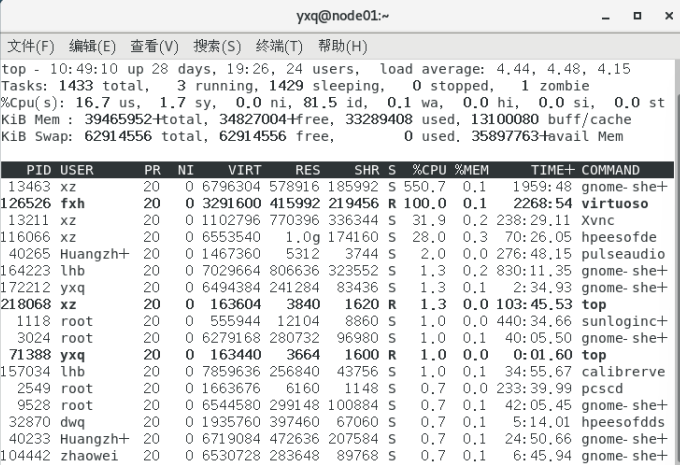 yxq@node01:~
文件(F) 编辑(E) 查看(V) 搜索(S) 终端(T) 帮助(H)
top - 10:49:10 up 28 days, 19:26, 24 users, load average: 4.44, 4.48, 4.15
Tasks: 1433 total, 3 running, 1429 sleeping, 0 stopped, 1 zombie
%Cpu(s): 16.7 us, 1.7 sy, 0.0 ni, 81.5 id, 0.1 wa, 0.0 hi, 0.0 si, 0.0 st
KiB Mem : 39465952+total, 34827004+free, 33289408 used, 13100080 buff/cache
KiB Swap: 62914556 total, 62914556 free, 0 used. 35897763+avail Mem
PID USER PR NI VIRT RES SHR S %CPU %MEM TIME+ COMMAND
13463 xz 20 0 6796304 578916 185992 S 550.7 0.1 1959:48 gnome-she+
126526 fxh 20 0 3291600 415992 219456 R 100.0 0.1 2268:54 virtuoso
13211 xz 20 0 1102796 770396 336344 S 31.9 0.2 238:29.11 Xvnc
116066 xz 20 0 6553540 1.0g 174160 S 28.0 0.3 70:26.05 hpeesofde
40265 Huangzh+ 20 0 1467360 5312 3744 S 2.0 0.0 276:48.15 pulseaudio
164223 lhb 20 0 7029664 806636 323552 S 1.3 0.2 830:11.35 gnome-she+
172212 yxq 20 0 6494384 241284 83436 S 1.3 0.1 2:34.93 gnome-she+
218068 xz 20 0 163604 3840 1620 R 1.3 0.0 103:45.53 top
1118 root 20 0 555944 12104 8860 S 1.0 0.0 440:34.66 sunloginc+
3024 root 20 0 6279168 280732 96980 S 1.0 0.1 40:05.50 gnome-she+
71388 yxq 20 0 163440 3664 1600 R 1.0 0.0 0:01.60 top
157034 lhb 20 0 7859636 256840 43756 S 1.0 0.1 34:55.67 calibrerve
2549 root 20 0 1663676 6160 1148 S 0.7 0.0 233:39.99 pcscd
9528 root 20 0 6544580 299148 100884 S 0.7 0.1 42:05.45 gnome-she+
32870 dwq 20 0 1935760 397460 67060 S 0.7 0.1 5:14.01 hpeesofdds
40233 Huangzh+ 20 0 6719084 472636 207584 S 0.7 0.1 24:50.66 gnome-she+
104442 zhaowei 20 0 6530728 283648 89768 S 0.7 0.1 6:45.94 gnome-she+